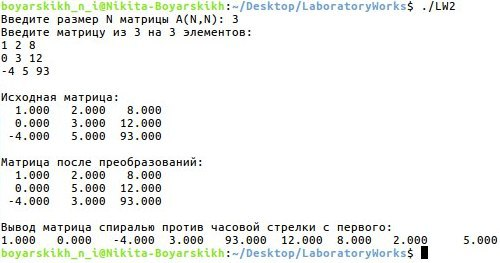 boyarskikh_n_i@Nikita-Boyarskikh:~/Desktop/LaboratoryWorks$ ./LW2
Введите размер N матрицы A(N,N): 3
Введите матрицу из 3 на 3 элементов:
1 2 8
0 3 12
-4 5 93
Исходная матрица:
1.000 2.000 8.000
0.000 3.000 12.000
-4.000 5.000 93.000
Матрица после преобразований:
1.000 2.000 8.000
0.000 5.000 12.000
-4.000 3.000 93.000
Вывод матрица спиралью против часовой стрелки с первого:
1.000 0.000 -4.000 3.000 93.000 12.000 8.000 2.000 5.000
boyarskikh_n_i@Nikita-Boyarskikh:~/Desktop/LaboratoryWorks$